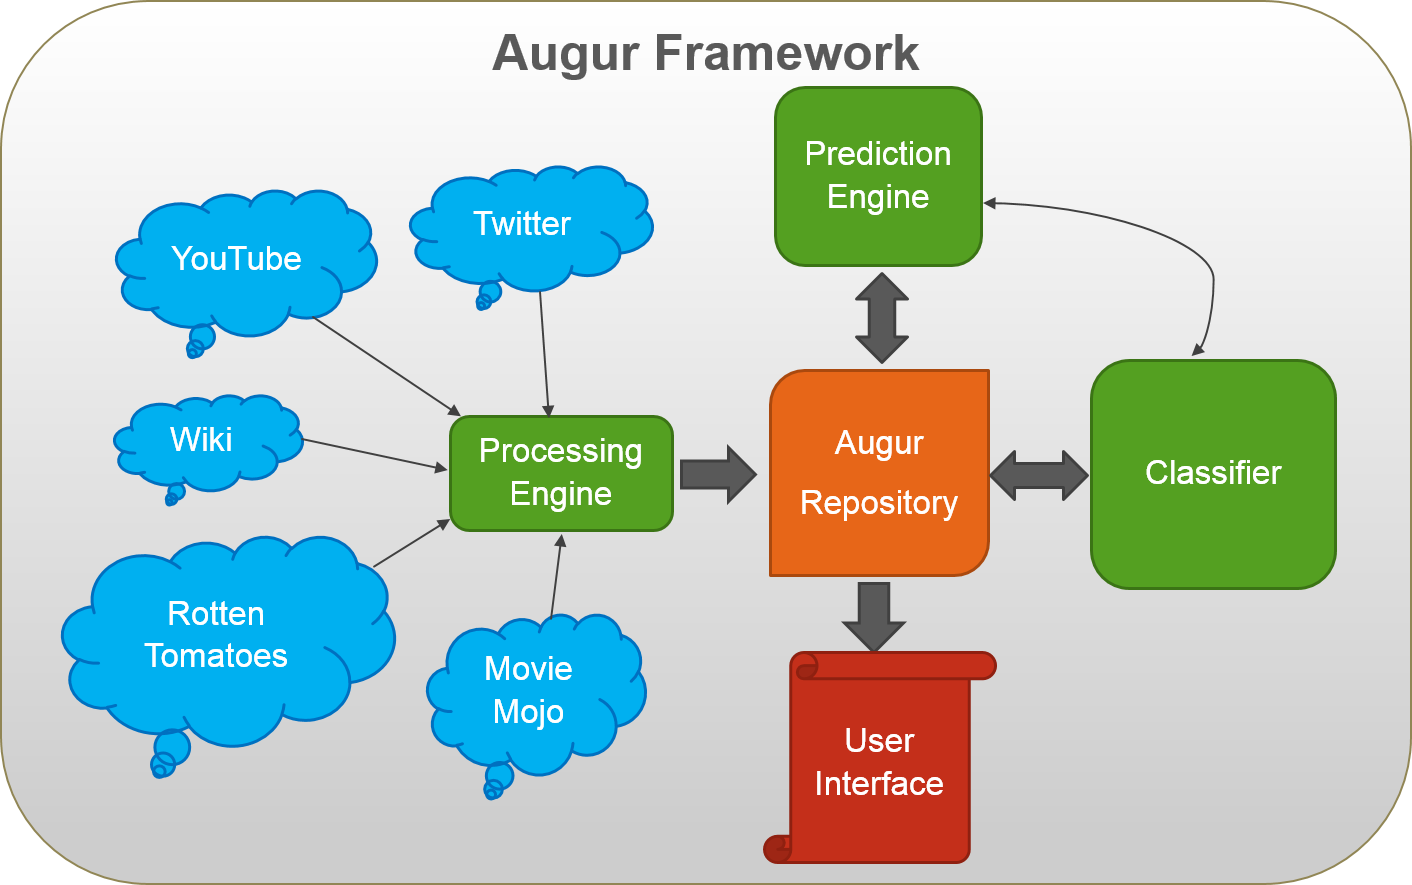 Augur Framework
Prediction
Engine
Twitter
YouTube
Wiki
Processing
Engine
Augur
Repository
Classifier
Rotten
Tomatoes
Movie
Mojo
User
Interface